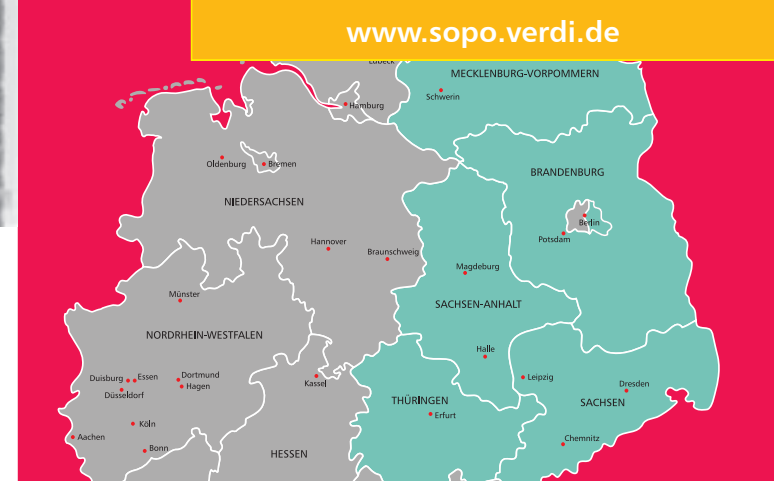 www.sopo.verdi.de
Lübeck
MECKLENBURG-VORPOMMERN
Schwerin
Hamburg
Oldenburg
Bremen
BRANDENBURG
NIEDERSACHSEN
Berlin
Potsdam
Hannover
Braunschweig
Magdeburg
Münster
SACHSEN-ANHALT
NORDRHEIN-WESTFALEN
Halle
Duisburg
Essen
Dortmund
Kassel
Leipzig
Hagen
Dresden
Düsseldorf
THÜRINGEN
SACHSEN
Erfurt
Köln
Aachen
Chemnitz
Bonn
HESSEN